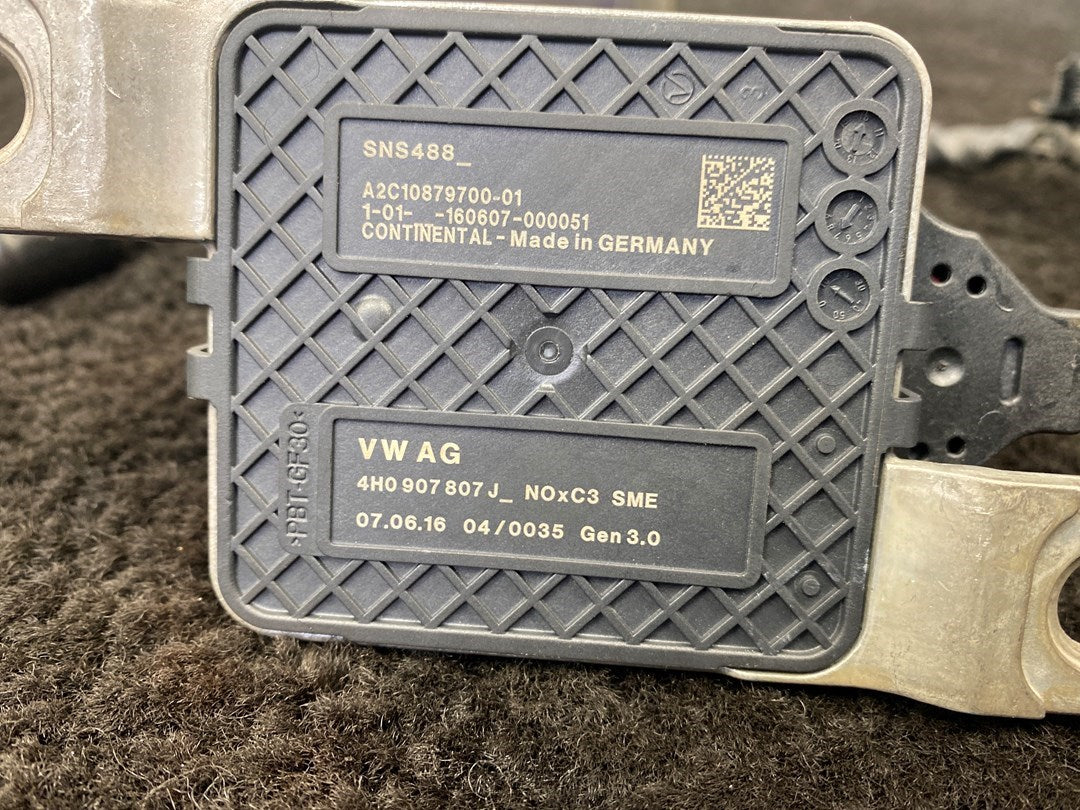 SNS488_
A2C10879700-01
1-01-__-160607-000051
CONTINENTAL - Made in GERMANY
>PBT-GF30<
VW AG
4H0 907 807 J_ NOxC3 SME
07.06.16 04/0035 Gen 3.0